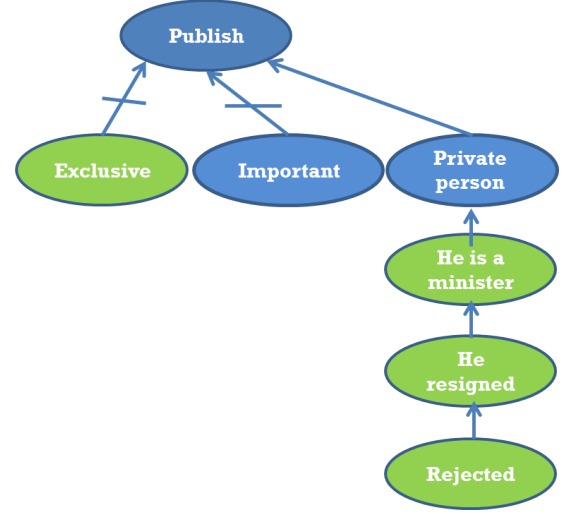 Publish
Exclusive
Important
Private
person
He is a
minister
He
resigned
Rejected